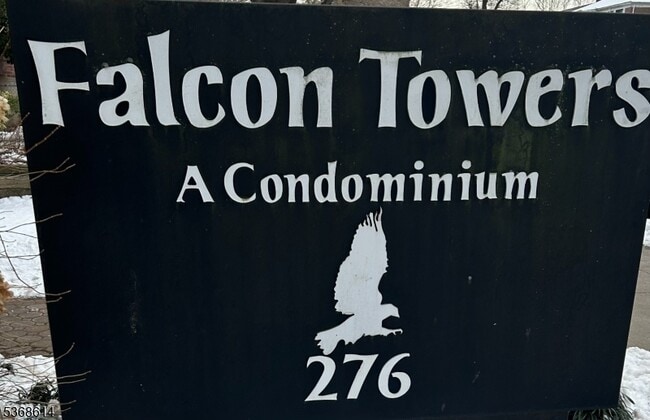 Falcon Towers
A Condominium
276
5368614